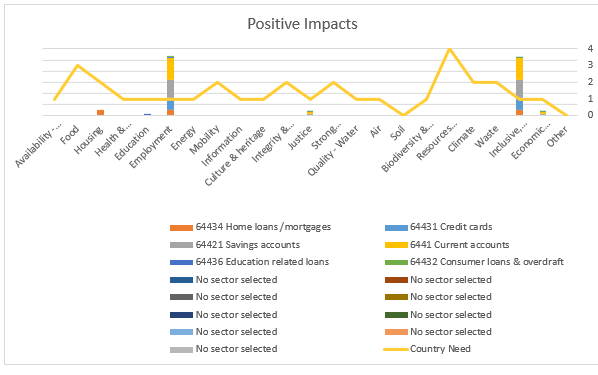 Positive Impacts
4
3
2
1
0
Availability -...
Food
Housing
Health &...
Education
Employment
Energy
Mobility
Information
Culture & heritage
Integrity &...
Justice
Strong...
Quality - Water
Air
Soil
Biodiversity &...
Resources...
Climate
Waste
Inclusive,...
Economic...
Other
64434 Home loans/mortgages
64431 Credit cards
64421 Savings accounts
6441 Current accounts
64436 Education related loans
64432 Consumer loans & overdraft
No sector selected
No sector selected
No sector selected
No sector selected
No sector selected
No sector selected
No sector selected
No sector selected
No sector selected
Country Need